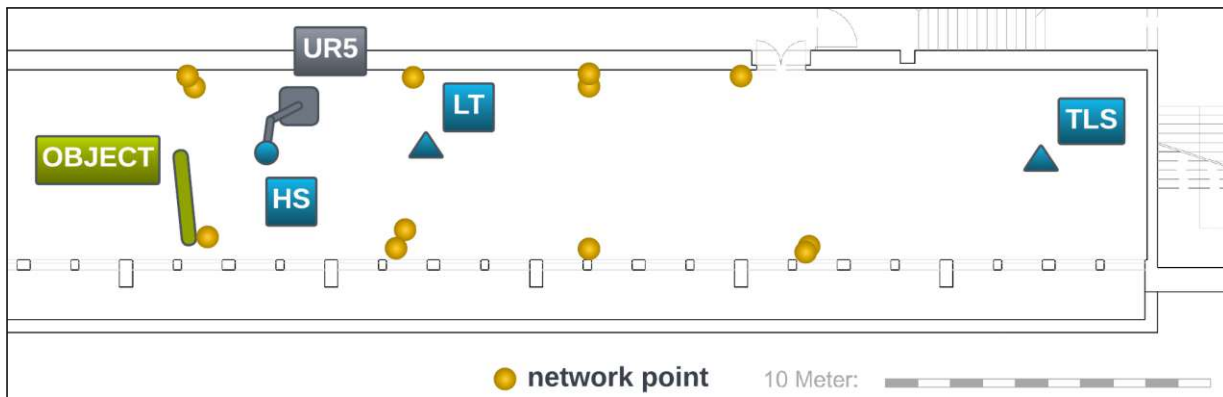 UR5
LT
TLS
OBJECT
HS
network point
10 Meter: